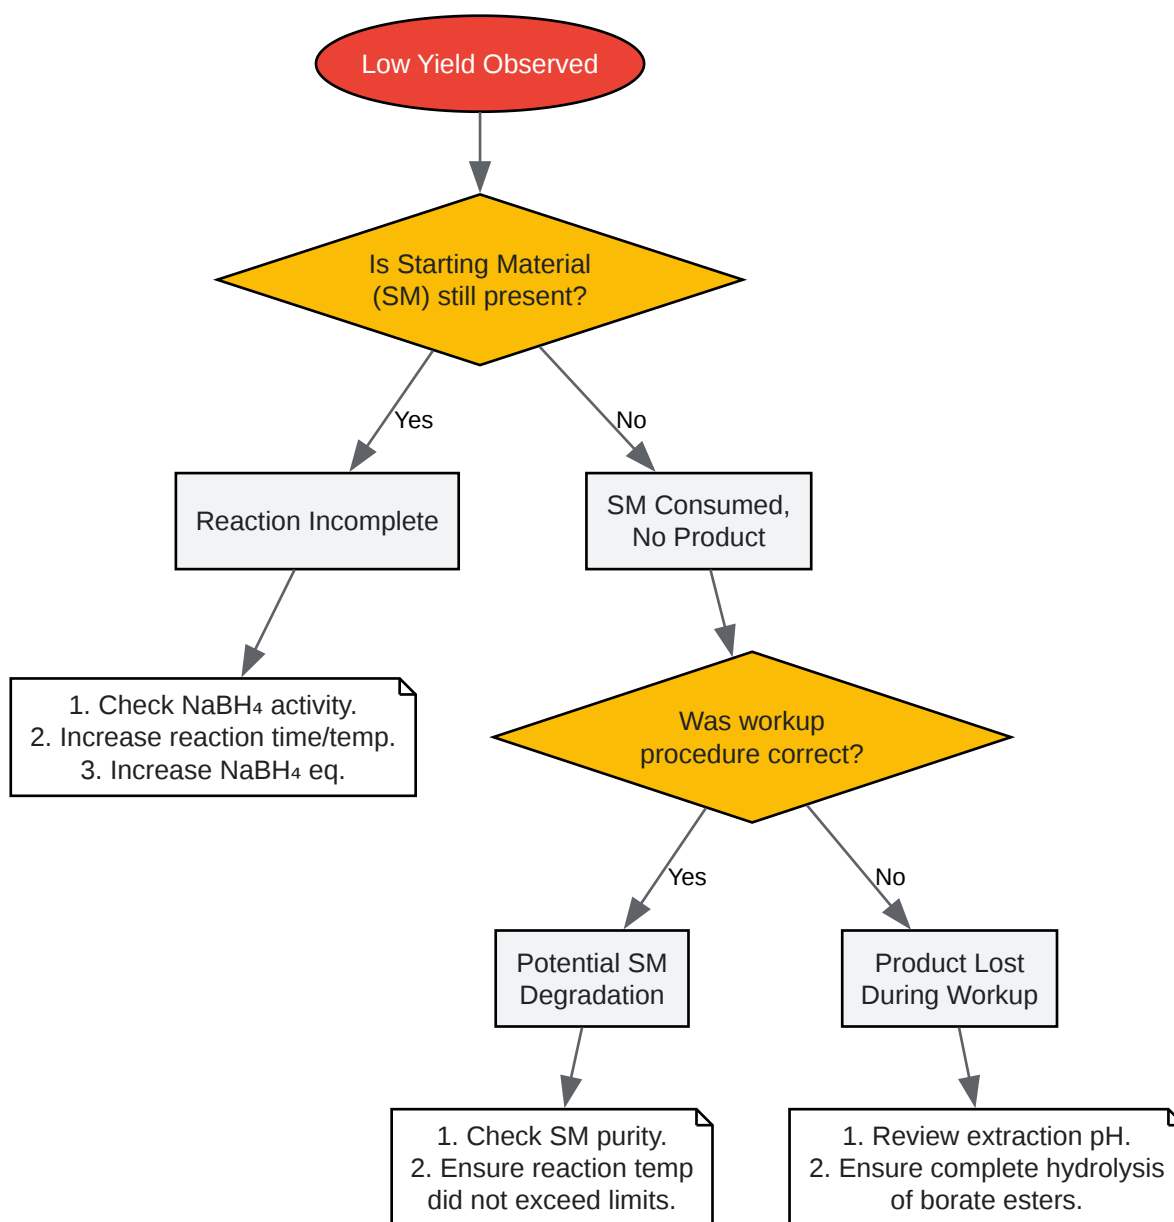 Low Yield Observed
Is Starting Material
(SM) still present?
Yes
No
Reaction Incomplete
SM Consumed,
No Product
1. Check NaBH₄ activity.
2. Increase reaction time/temp.
3. Increase NaBH₄ eq.
Was workup
procedure correct?
Yes
No
Potential SM
Degradation
Product Lost
During Workup
1. Check SM purity.
2. Ensure reaction temp
did not exceed limits.
1. Review extraction pH.
2. Ensure complete hydrolysis
of borate esters.